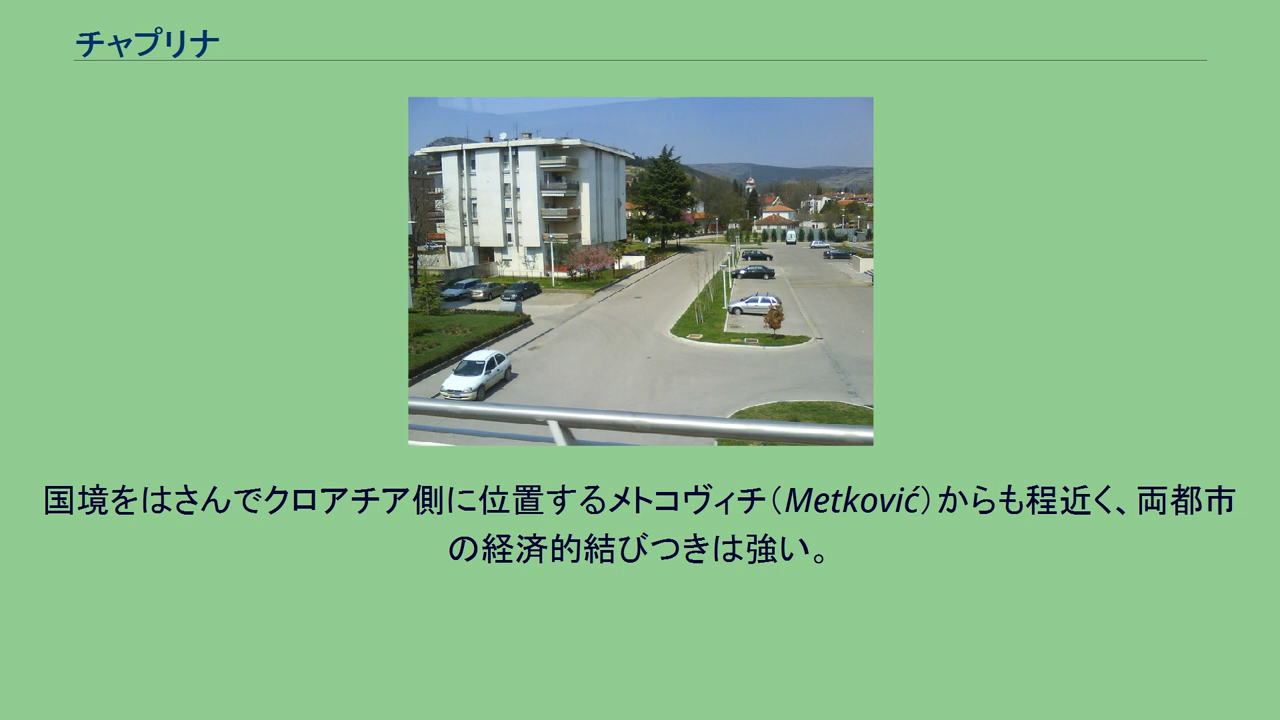 チャプリナ
国境をはさんでクロアチア側に位置するメトコヴィチ（Metković）からも程近く、両都市
の経済的結びつきは強い。